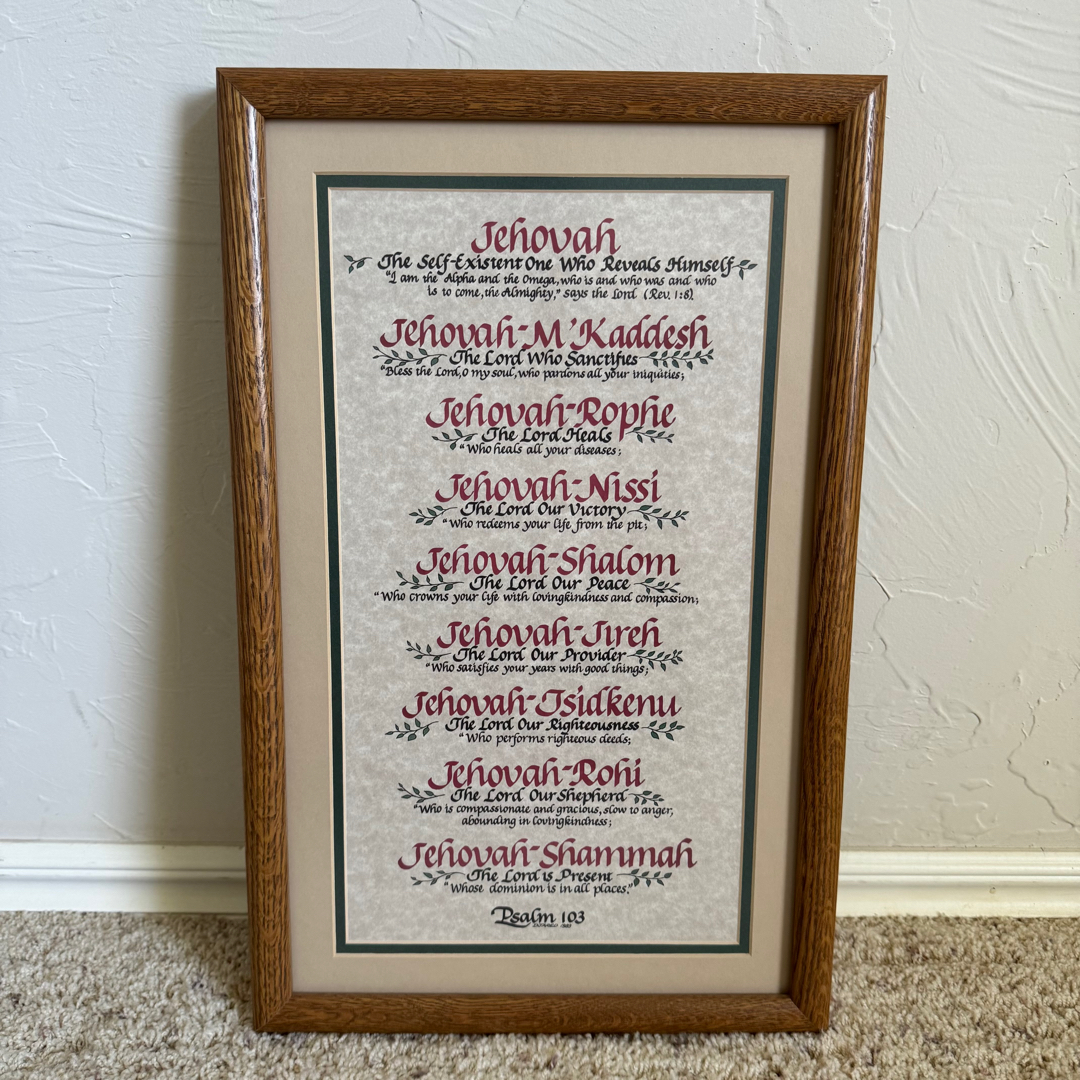 Jehovah
The Self-Existent One Who Reveals Himself
"I am the Alpha and the Omega, who is and who was and who
is to come, the Almighty," says the Lord (Rev. 1:8)
Jehovah-M'Kaddesh
The Lord Who Sanctifies
"Bless the Lord, O my soul, who pardons all your iniquities;
Jehovah-Rophe
The Lord Heals
"Who heals all your diseases;
Jehovah-Nissi
The Lord Our Victory
"Who redeems your life from the pit;
Jehovah-Shalom
The Lord Our Peace
"Who crowns your life with lovingkindness and compassion;
Jehovah-Jireh
The Lord Our Provider
"Who satisfies your years with good things;
Jehovah-Tsidkenu
The Lord Our Righteousness
"Who performs righteous deeds;
Jehovah-Rohi
The Lord Our Shepherd
"Who is compassionate and gracious, slow to anger,
abounding in lovingkindness;
Jehovah-Shammah
The Lord is Present
"Whose dominion is in all places."
Psalm 103